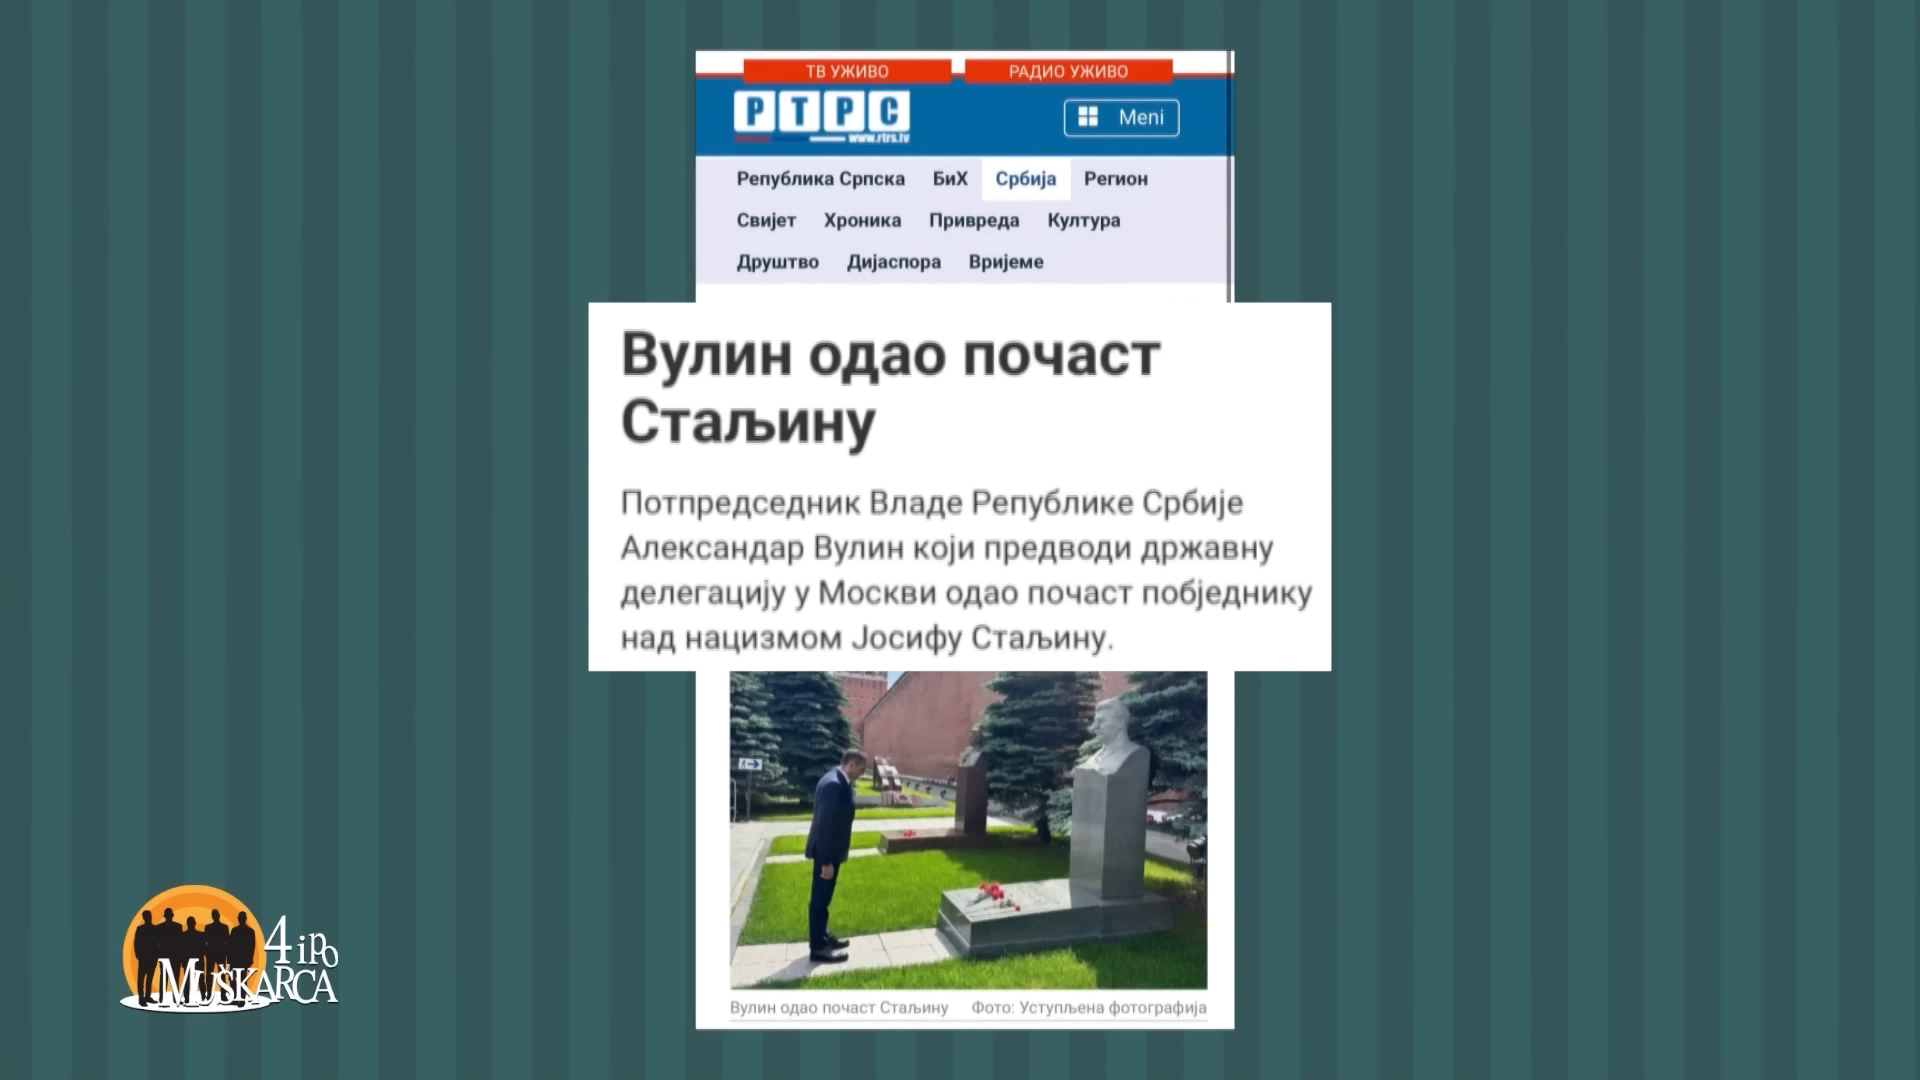 ТВ УЖИВО
РАДИО УЖИВО
РТРС
www.rtrs.tv
Meni
Република Српска БиХ Србија Регион
Свијет Хроника Привреда Култура
Друштво Дијаспора Вријеме
Вулин одао почаст
Стаљину
Потпредседник Владе Републике Србије
Александар Вулин који предводи државну
делегацију у Москви одао почаст побједнику
над нацизмом Јосифу Стаљину.
Вулин одао почаст Стаљину Фото: Уступљена фотографија
4 i po
MUŠKARCA